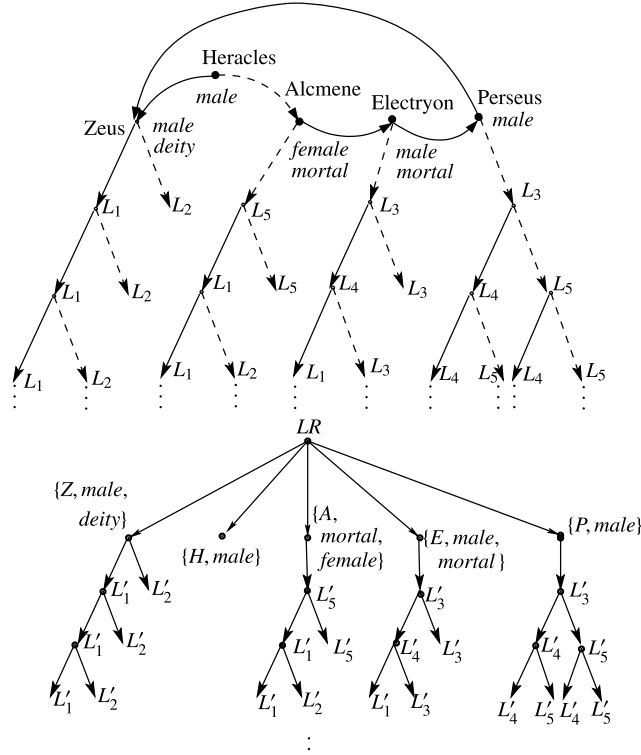 Heracles
male
Alcmene
Electryon
Perseus
male
Zeus
male
deity
female
mortal
male
mortal
L1 L2 L5 L3 L3
L1 L2 L1 L5 L4 L3 L4 L5
L1 L2 L1 L2 L1 L3 L4 L5 L4 L5
LR
{Z, male,
deity}
{H, male}
{A,
mortal,
female}
{E, male,
mortal}
{P, male}
L′1 L′2 L′5 L′3 L′3
L′1 L′2 L′1 L′5 L′4 L′3 L′4 L′5
L′1 L′2 L′1 L′2 L′1 L′3 L′4 L′5 L′4 L′5